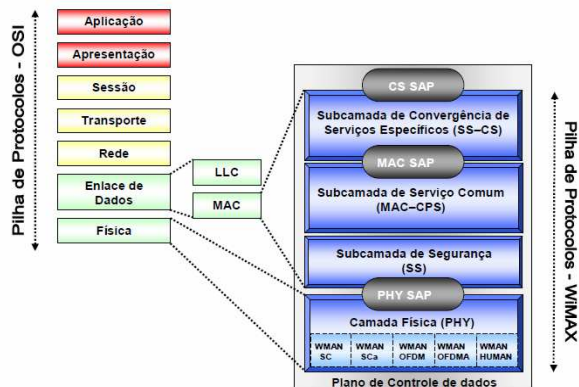 Pilha de Protocolos - OSI
Aplicação
Apresentação
Sessão
Transporte
Rede
Enlace de
Dados
Física
LLC
MAC
CS SAP
Subcamada de Convergência de
Serviços Específicos (SS–CS)
MAC SAP
Subcamada de Serviço Comum
(MAC–CPS)
Subcamada de Segurança
(SS)
PHY SAP
Camada Física (PHY)
WMAN
SC
WMAN
SCa
WMAN
OFDM
WMAN
OFDMA
WMAN
HUMAN
Plano de Controle de dados
Pilha de Protocolos - WiMAX